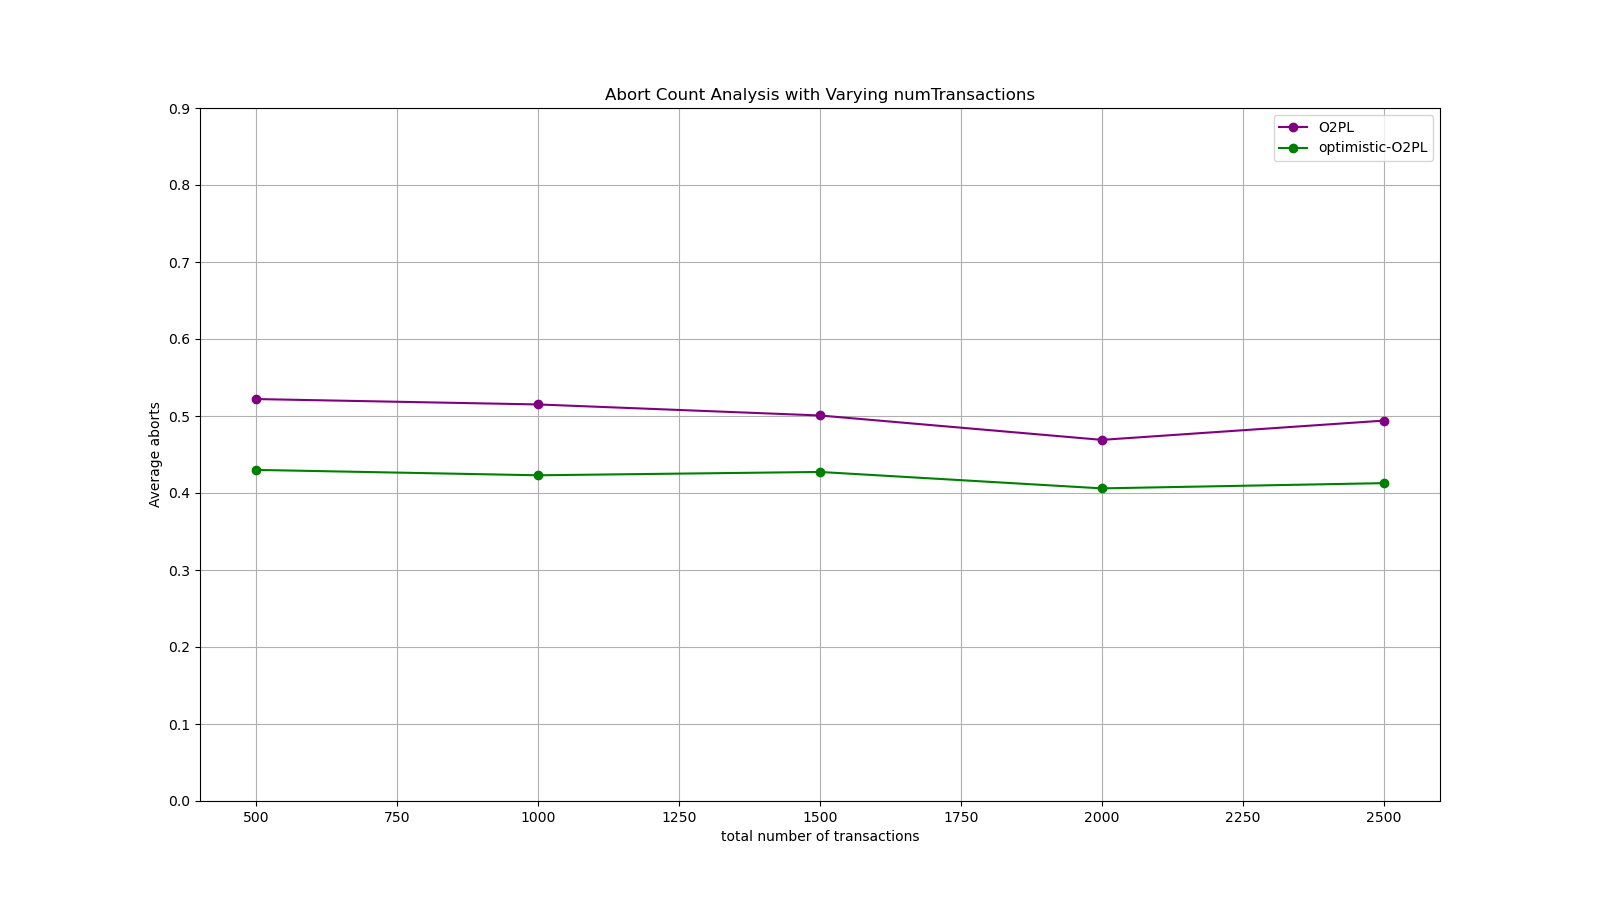 Abort Count Analysis with Varying numTransactions
O2PL
optimistic-O2PL
0.9
0.8
0.7
0.6
0.5
0.4
0.3
0.2
0.1
0.0
Average aborts
500 750 1000 1250 1500 1750 2000 2250 2500
total number of transactions